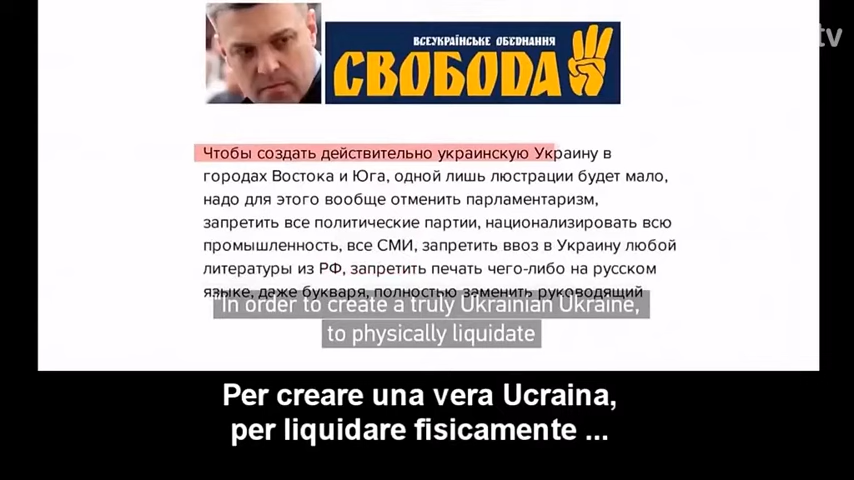 tv
ВСЕУКРАЇНСЬКЕ ОБ'ЄДНАННЯ
СВОБОДА
Чтобы создать действительно украинскую Украину в
городах Востока и Юга, одной лишь люстрации будет мало,
надо для этого вообще отменить парламентаризм,
запретить все политические партии, национализировать всю
промышленность, все СМИ, запретить ввоз в Украину любой
литературы из РФ, запретить печать чего-либо на русском
языке, даже букваря, полностью заменить руководящий
In order to create a truly Ukrainian Ukraine,
to physically liquidate
Per creare una vera Ucraina,
per liquidare fisicamente ...